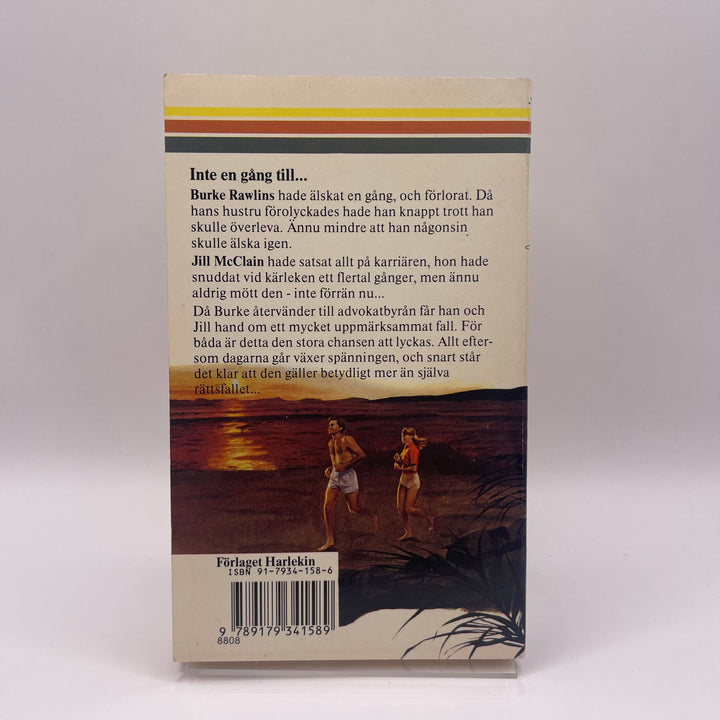 Inte en gång till...
Burke Rawlins hade älskat en gång, och förlorat. Då
hans hustru förolyckades hade han knappt trott han
skulle överleva. Ännu mindre att han någonsin
skulle älska igen.
Jill McClain hade satsat allt på karriären, hon hade
snuddat vid kärleken ett flertal gånger, men ännu
aldrig mött den - inte förrän nu...
Då Burke återvänder till advokatbyrån får han och
Jill hand om ett mycket uppmärksammat fall. För
båda är detta den stora chansen att lyckas. Allt efter-
som dagarna går växer spänningen, och snart står
det klar att den gäller betydligt mer än själva
rättsfallet...
Förlaget Harlekin
ISBN 91-7934-158-6
9 789179 341589
8808